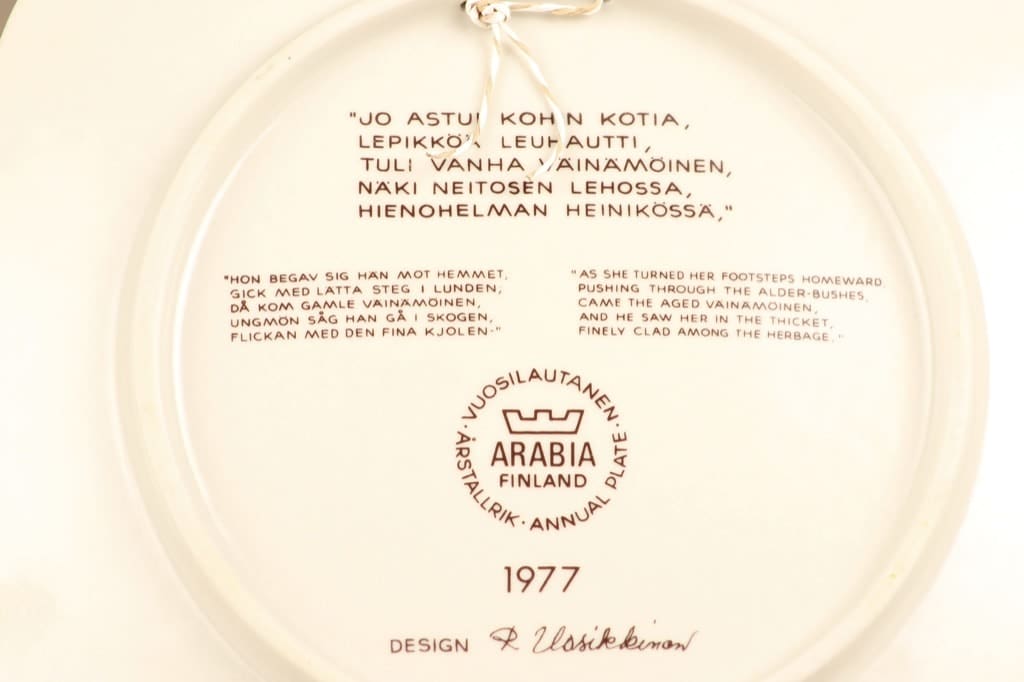 "JO ASTUI KOHIN KOTIA,
LEPIKKÖÄ LEUHAUTTI,
TULI VANHA VÄINÄMÖINEN,
NÄKI NEITOSEN LEHOSSA,
HIENOHELMAN HEINIKÖSSÄ,"
"HON BEGAV SIG HÄN MOT HEMMET,
GICK MED LÄTTA STEG I LUNDEN,
DÅ KOM GAMLE VÄINÄMÖINEN,
UNGMÖN SÅG HAN GÅ I SKOGEN,
FLICKAN MED DEN FINA KJOLEN-"
"AS SHE TURNED HER FOOTSTEPS HOMEWARD,
PUSHING THROUGH THE ALDER-BUSHES,
CAME THE AGED VÄINÄMÖINEN,
AND HE SAW HER IN THE THICKET,
FINELY CLAD AMONG THE HERBAGE,"
· VUOSILAUTANEN ·
ÅRSTALLRIK · ANNUAL PLATE
ARABIA
FINLAND
1977
DESIGN R Uosikkinen